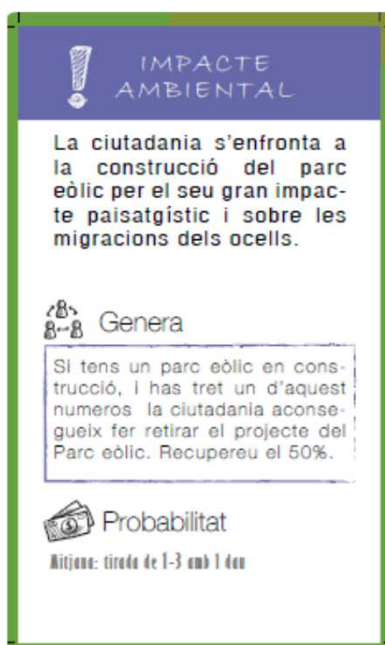 IMPACTE
AMBIENTAL
La ciutadania s'enfronta a
la construcció del parc
eòlic per el seu gran impac-
te paisatgístic i sobre les
migracions dels ocells.
Genera
Si tens un parc eòlic en cons-
trucció, i has tret un d'aquest
numeros la ciutadania aconse-
gueix fer retirar el projecte del
Parc eòlic. Recupereu el 50%.
Probabilitat
Mitjana: tirada de 1-3 amb 1 dau